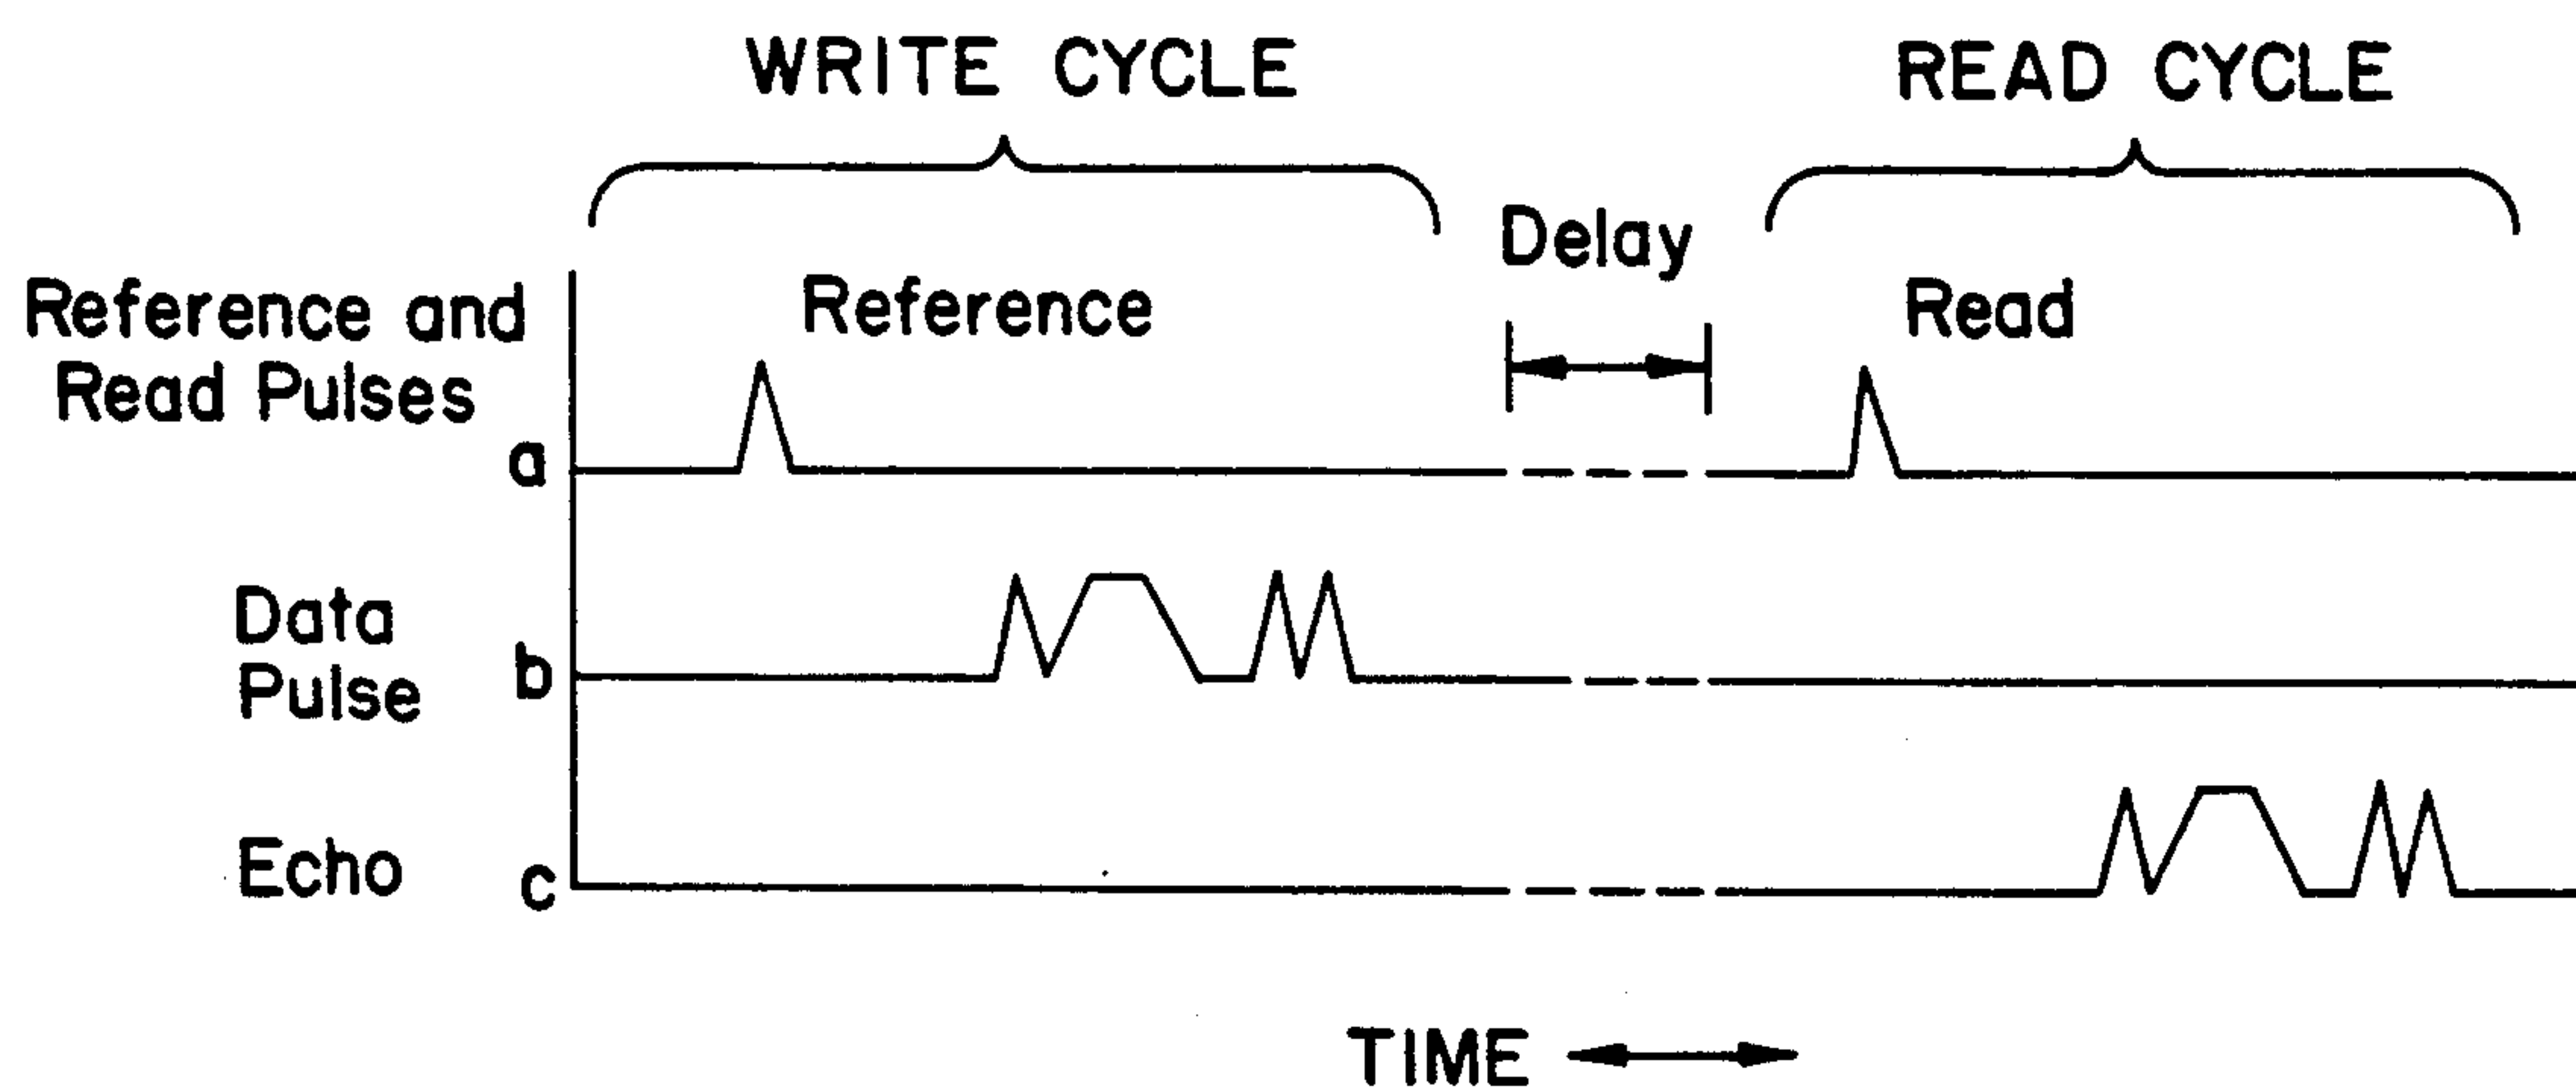 WRITE CYCLE
READ CYCLE
Delay
Reference and
Read Pulses
Reference
Read
a
Data
Pulse
b
Echo
c
TIME